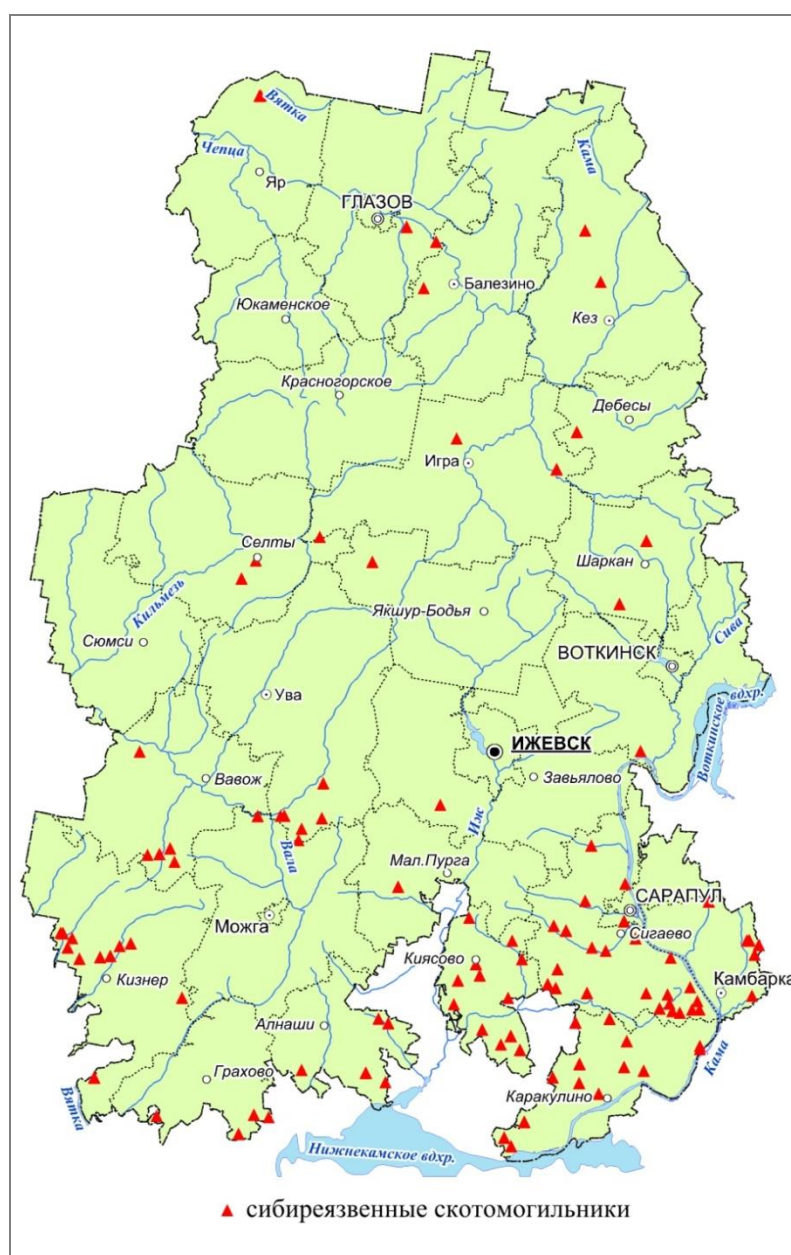 Вятка
Чепца
Кама
Яр
ГЛАЗОВ
Балезино
Юкаменское
Кез
Красногорское
Дебесы
Игра
Селты
Шаркан
Кильмезь
Якшур-Бодья
Сюмси
Сива
ВОТКИНСК
Ува
Воткинское вдхр.
ИЖЕВСК
Вавож
Завьялово
Иж
Вала
Мал.Пурга
САРАПУЛ
Можга
Сигаево
Киясово
Кизнер
Камбарка
Алнаши
Грахово
Кама
Вятка
Каракулино
Нижнекамское вдхр.
сибиреязвенные скотомогильники